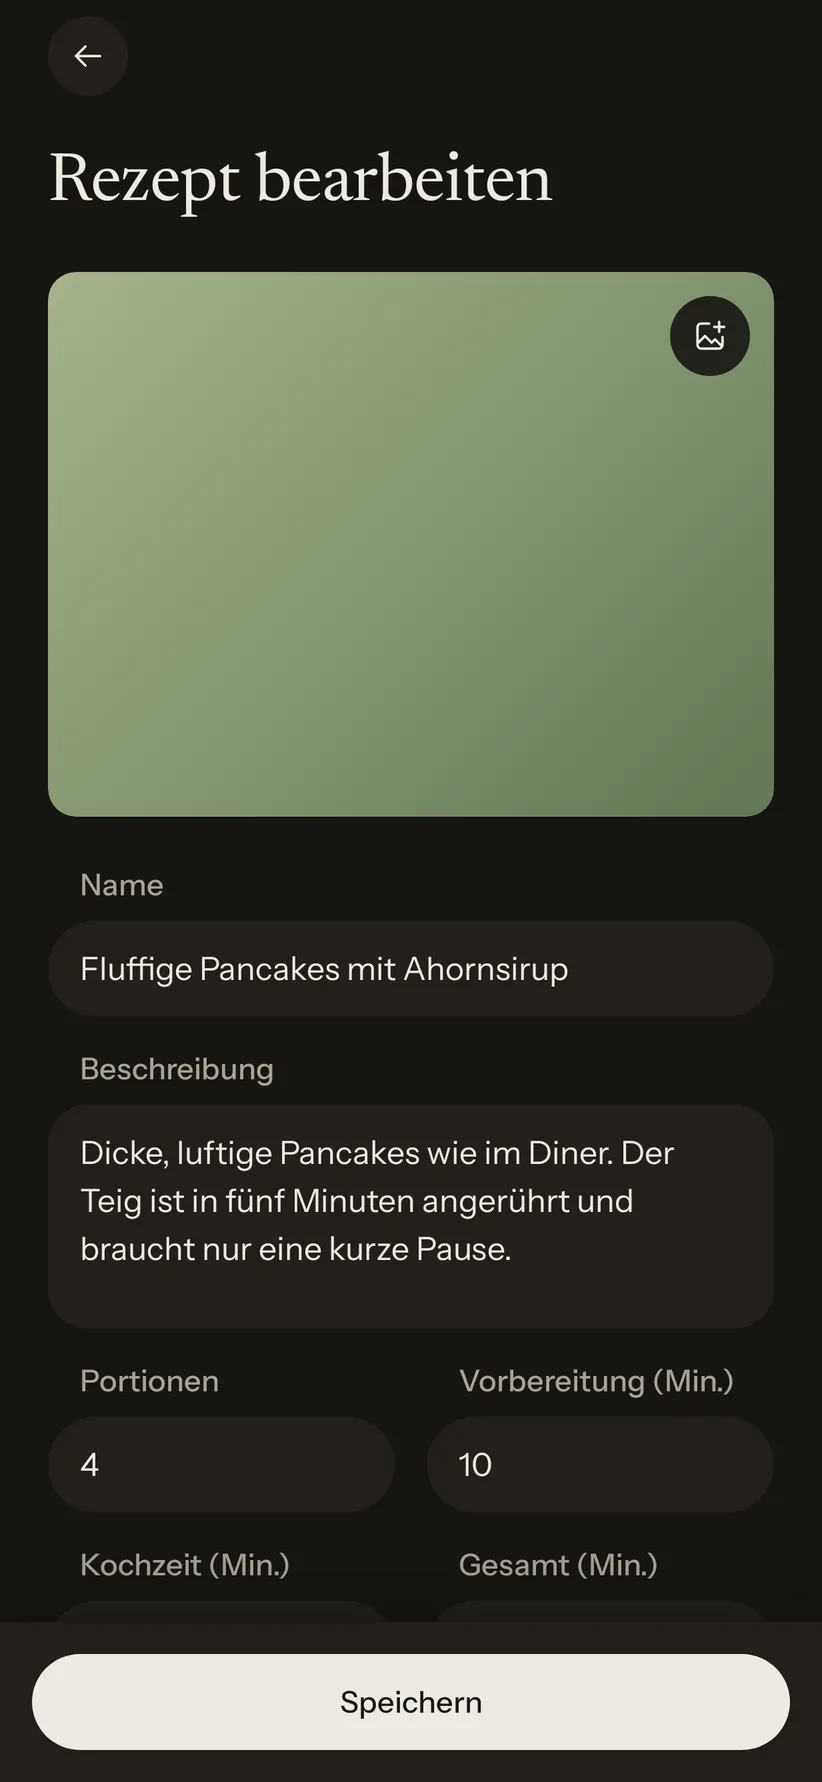 Rezept bearbeiten
Name
Fluffige Pancakes mit Ahornsirup
Beschreibung
Dicke, luftige Pancakes wie im Diner. Der
Teig ist in fünf Minuten angerührt und
braucht nur eine kurze Pause.
Portionen
Vorbereitung (Min.)
4
10
Kochzeit (Min.)
Gesamt (Min.)
Speichern